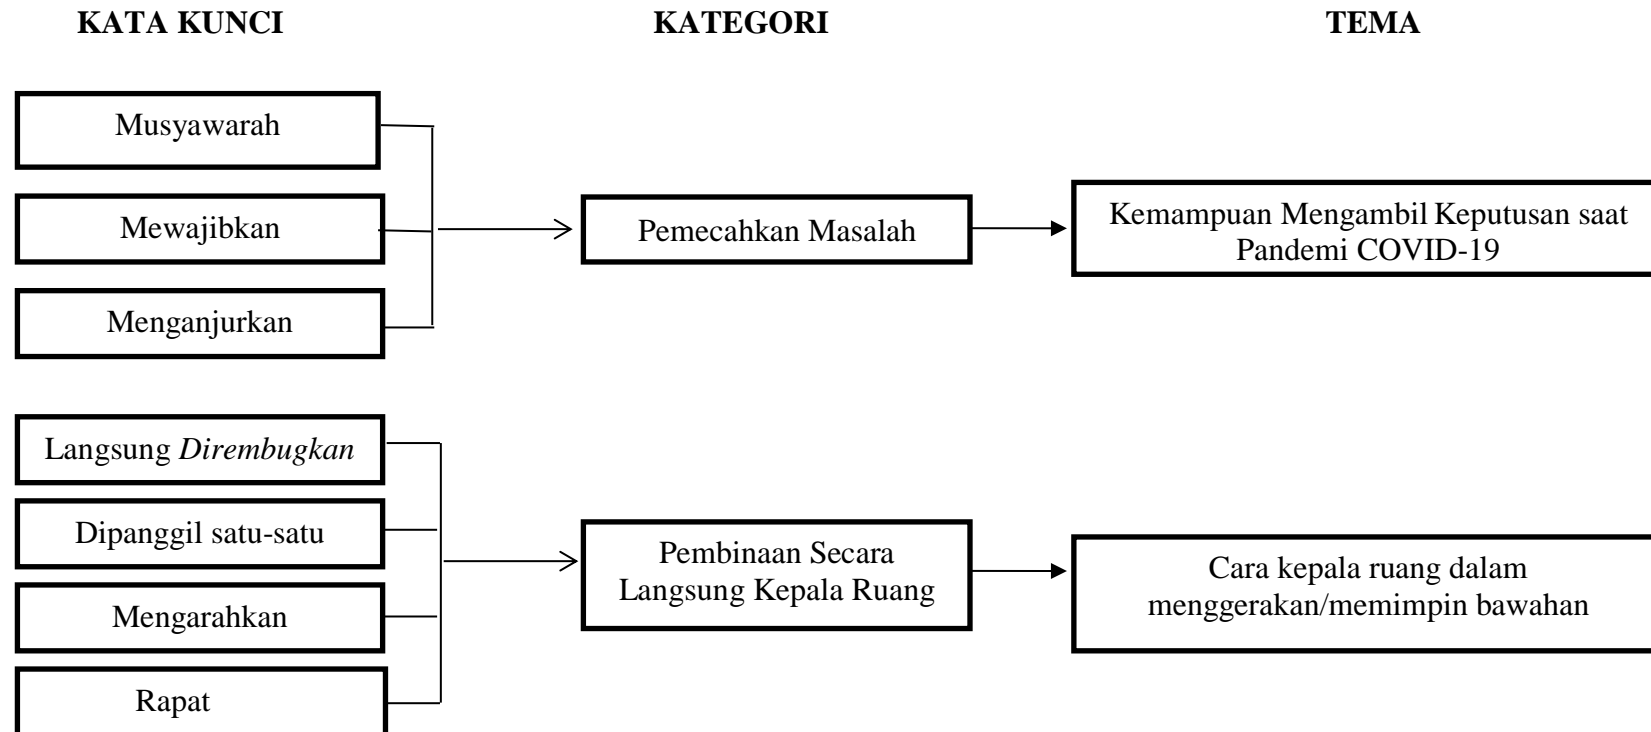 KATA KUNCI
KATEGORI
TEMA
Musyawarah
Mewajibkan
Menganjurkan
Pemecahkan Masalah
Kemampuan Mengambil Keputusan saat
Pandemi COVID-19
Langsung Dirembugkan
Dipanggil satu-satu
Mengarahkan
Rapat
Pembinaan Secara
Langsung Kepala Ruang
Cara kepala ruang dalam
menggerakan/memimpin bawahan